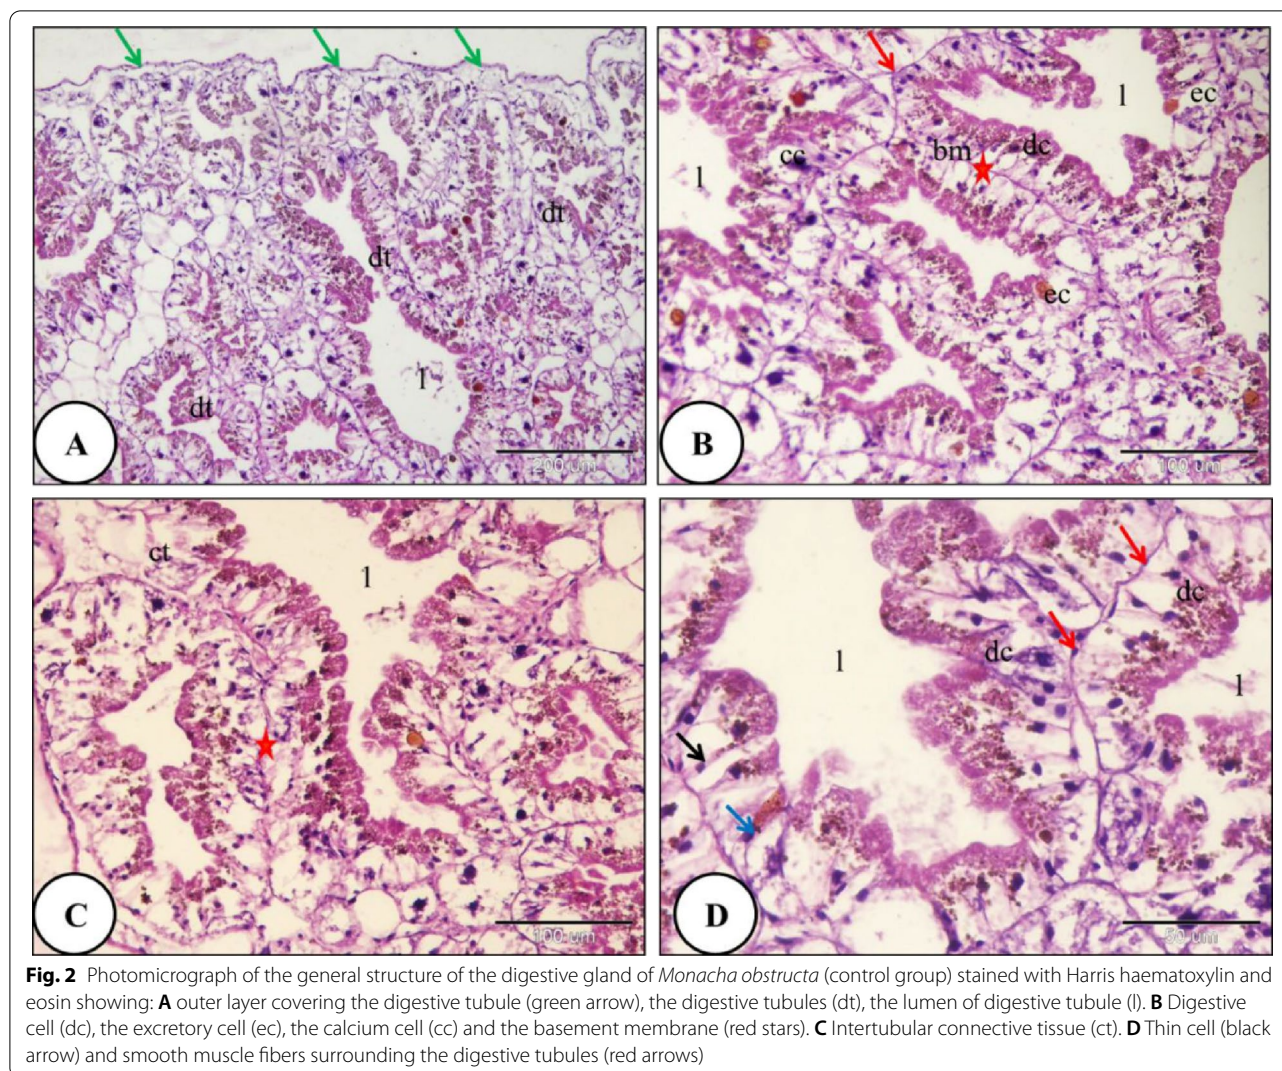 dt
dt
l
dt
A
200 um
l
ec
l
cc
bm
dc
ec
B
100 um
ct
l
C
100 um
dc
dc
l
l
D
50 um
Fig. 2 Photomicrograph of the general structure of the digestive gland of Monacha obstructa (control group) stained with Harris haematoxylin and
eosin showing: A outer layer covering the digestive tubule (green arrow), the digestive tubules (dt), the lumen of digestive tubule (l). B Digestive
cell (dc), the excretory cell (ec), the calcium cell (cc) and the basement membrane (red stars). C Intertubular connective tissue (ct). D Thin cell (black
arrow) and smooth muscle fibers surrounding the digestive tubules (red arrows)